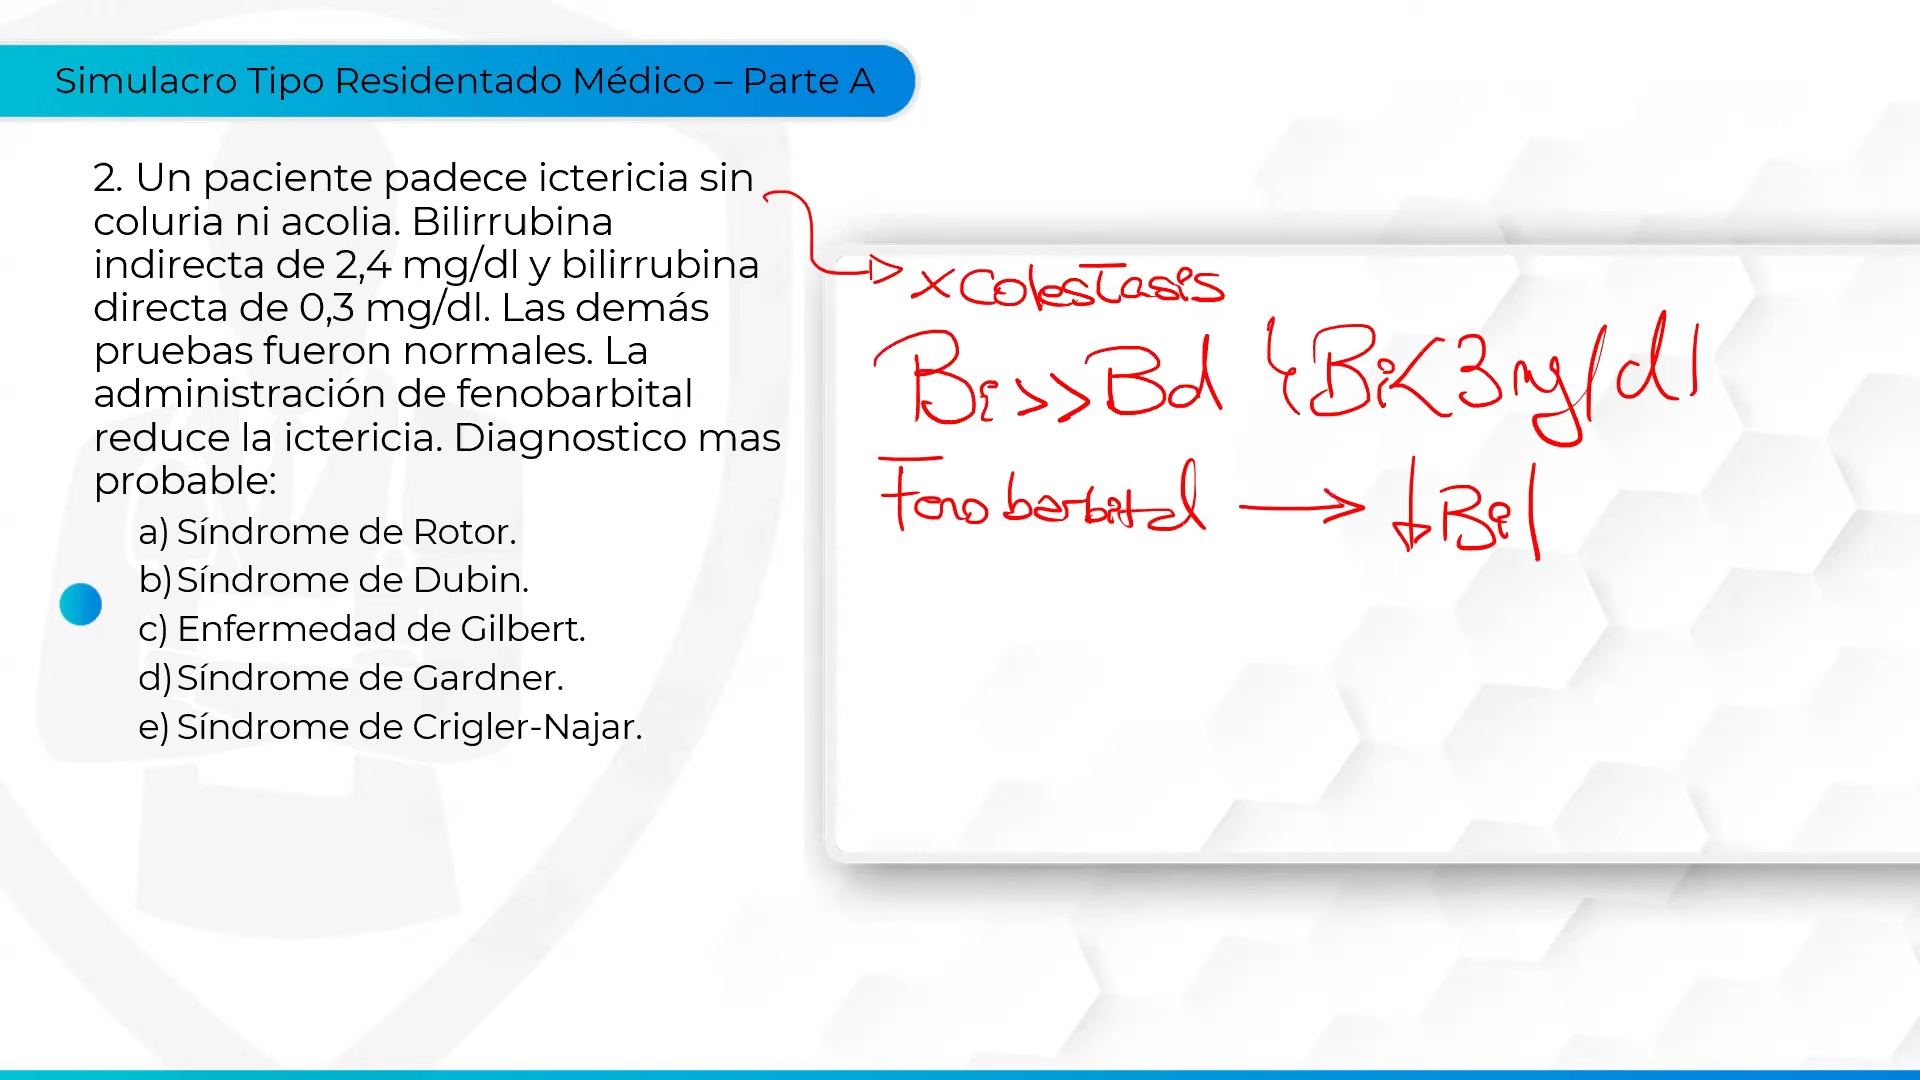 Simulacro Tipo Residentado Médico – Parte A
2. Un paciente padece ictericia sin
coluria ni acolia. Bilirrubina
indirecta de 2,4 mg/dl y bilirrubina
directa de 0,3 mg/dl. Las demás
pruebas fueron normales. La
administración de fenobarbital
reduce la ictericia. Diagnostico mas
probable:
a) Síndrome de Rotor.
b) Síndrome de Dubin.
c) Enfermedad de Gilbert.
d) Síndrome de Gardner.
e) Síndrome de Crigler-Najar.
x Colestasis
Bi >> Bd Bi < 3 mg/dl
Fenobarbital → ↓ Bi